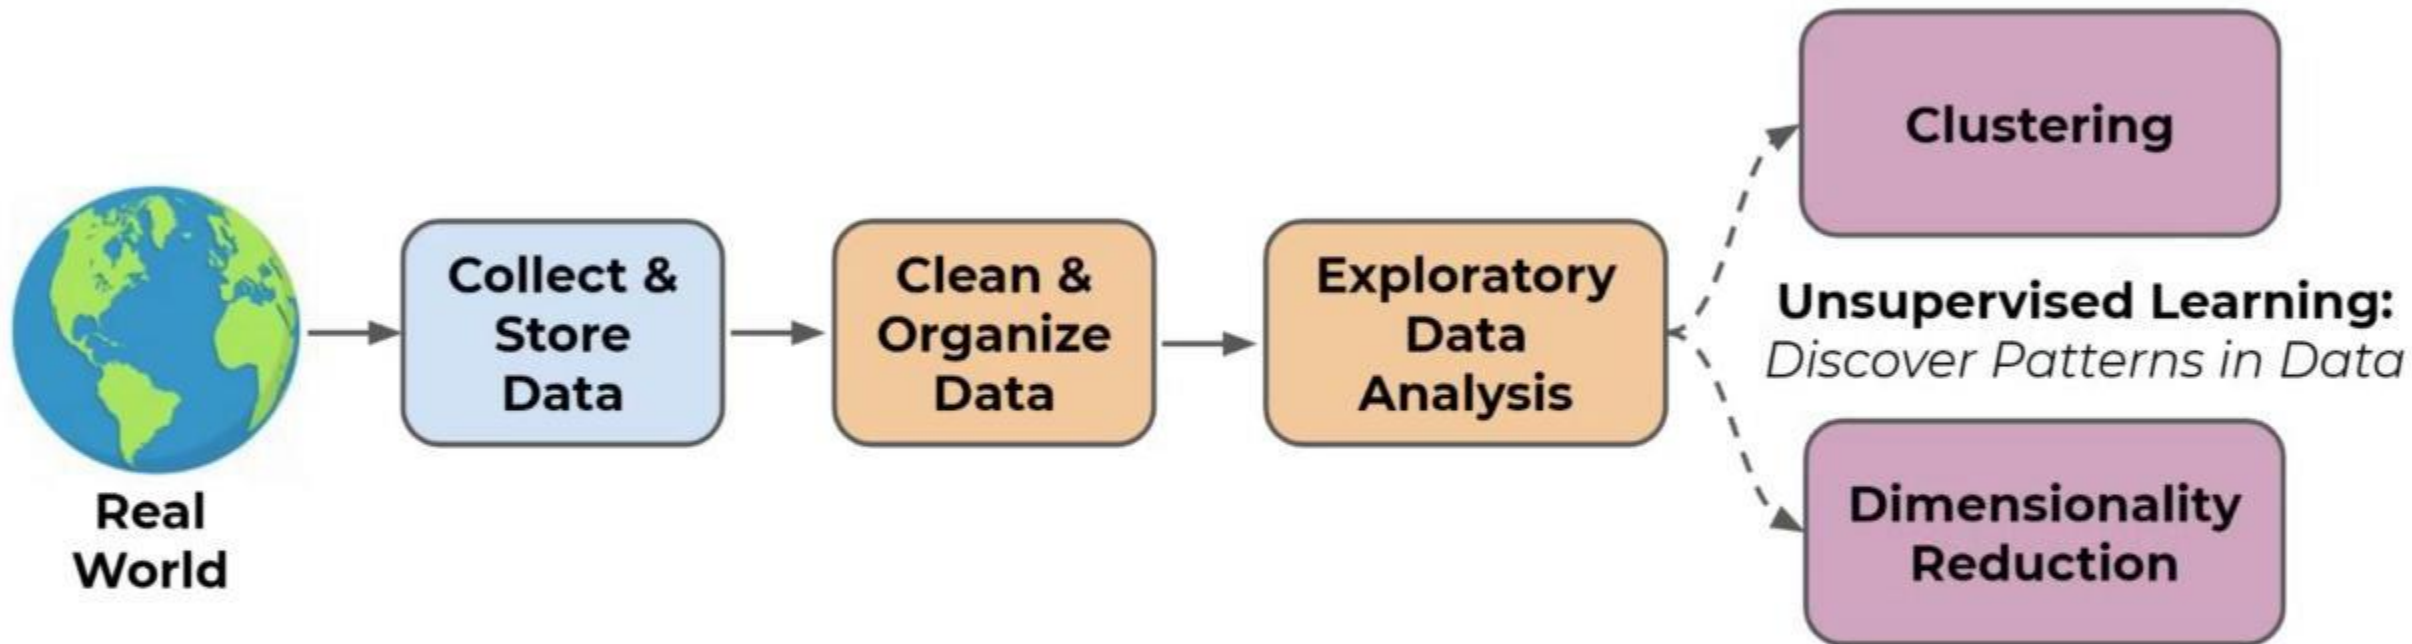 Real
World
Collect &
Store
Data
Clean &
Organize
Data
Exploratory
Data
Analysis
Clustering
Unsupervised Learning:
Discover Patterns in Data
Dimensionality
Reduction